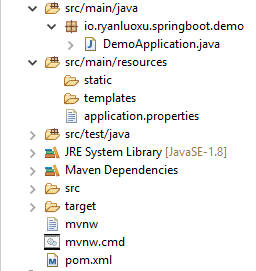 src/main/java
io.ryanluoxu.springboot.demo
DemoApplication.java
src/main/resources
static
templates
application.properties
src/test/java
JRE System Library [JavaSE-1.8]
Maven Dependencies
src
target
mvnw
mvnw.cmd
pom.xml